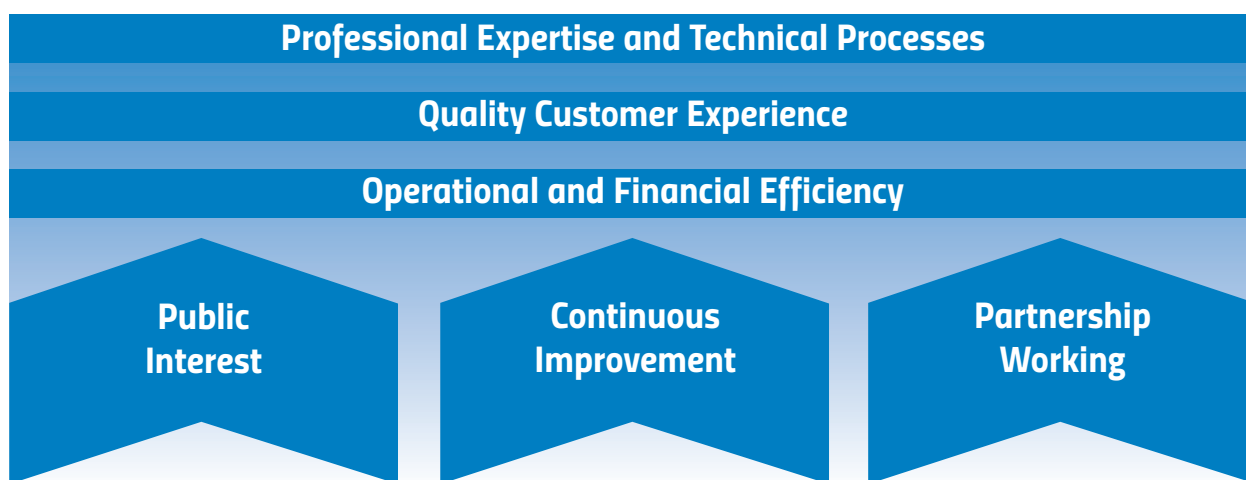 Professional Expertise and Technical Processes
Quality Customer Experience
Operational and Financial Efficiency
Public
Interest
Continuous
Improvement
Partnership
Working